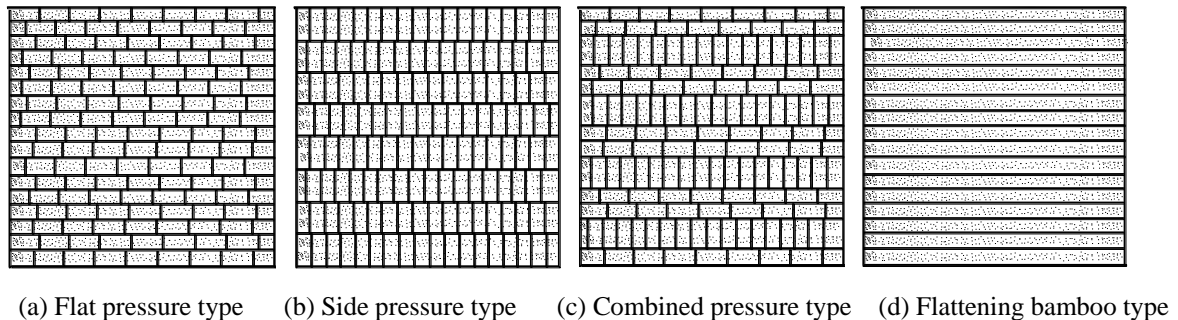 (a) Flat pressure type (b) Side pressure type (c) Combined pressure type (d) Flattening bamboo type